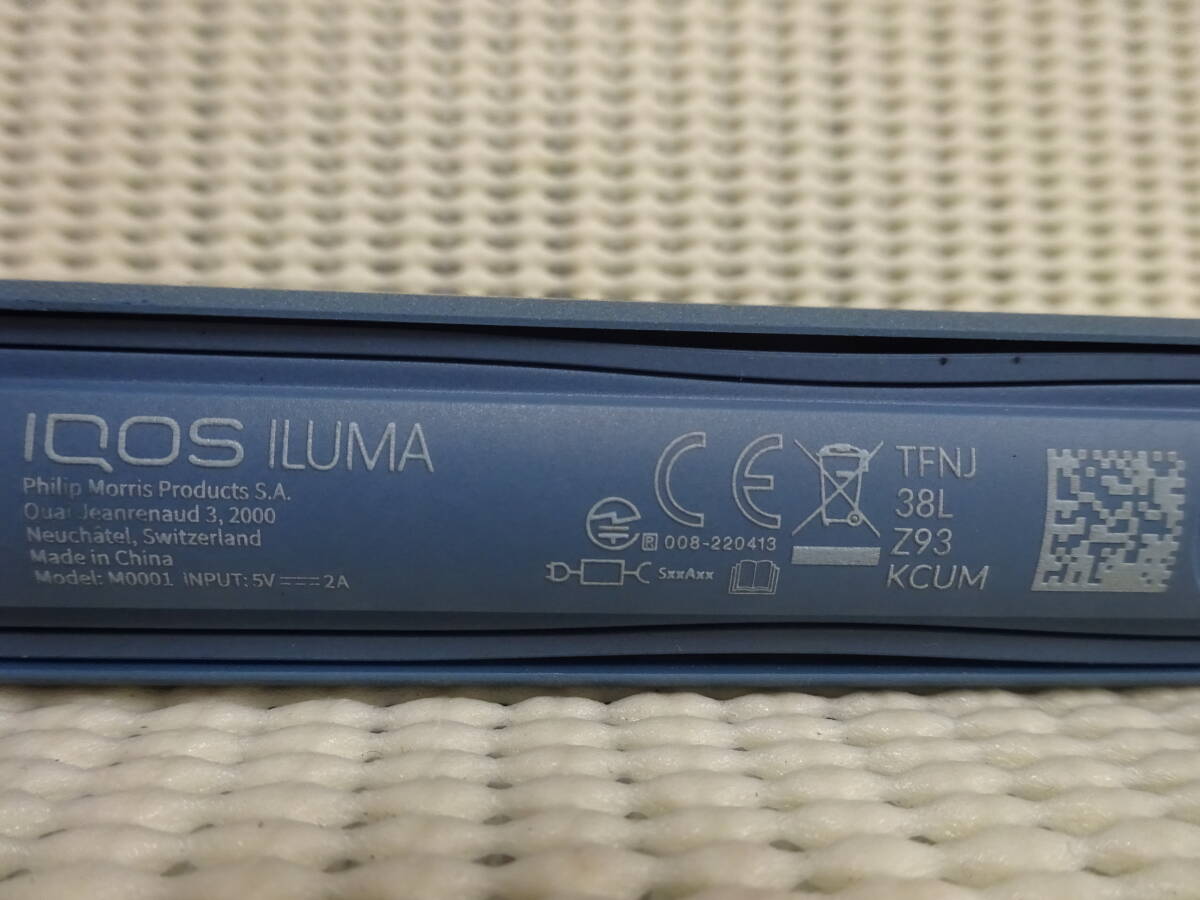 IQOS ILUMA
Philip Morris Products S.A.
Quai Jeanrenaud 3, 2000
Neuchâtel, Switzerland
Made in China
Model: M0001 INPUT: 5V⎓2A
CE
R 008-220413
SxxAxx
TFNJ
38L
Z93
KCUM